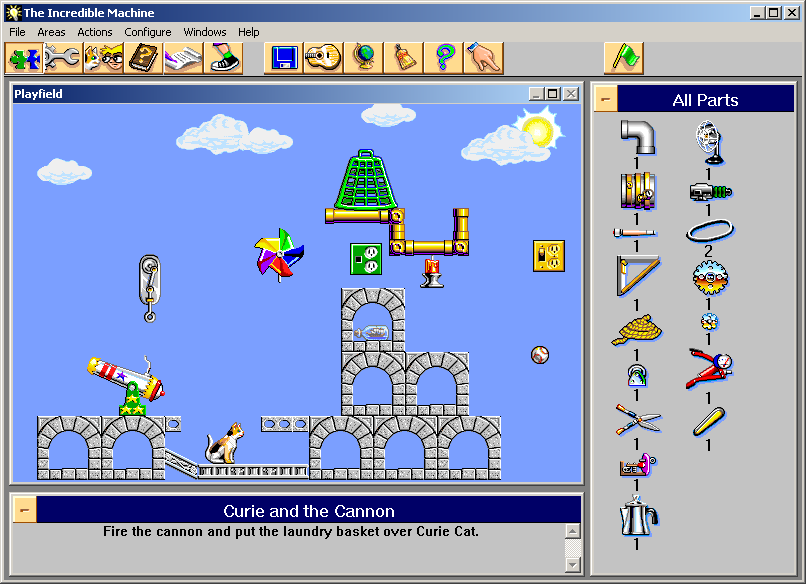 The Incredible Machine
File Areas Actions Configure Windows Help
Playfield
All Parts
1 1
1 1
1 2
1 1
1 1
1 1
1 1
1
1
Curie and the Cannon
Fire the cannon and put the laundry basket over Curie Cat.